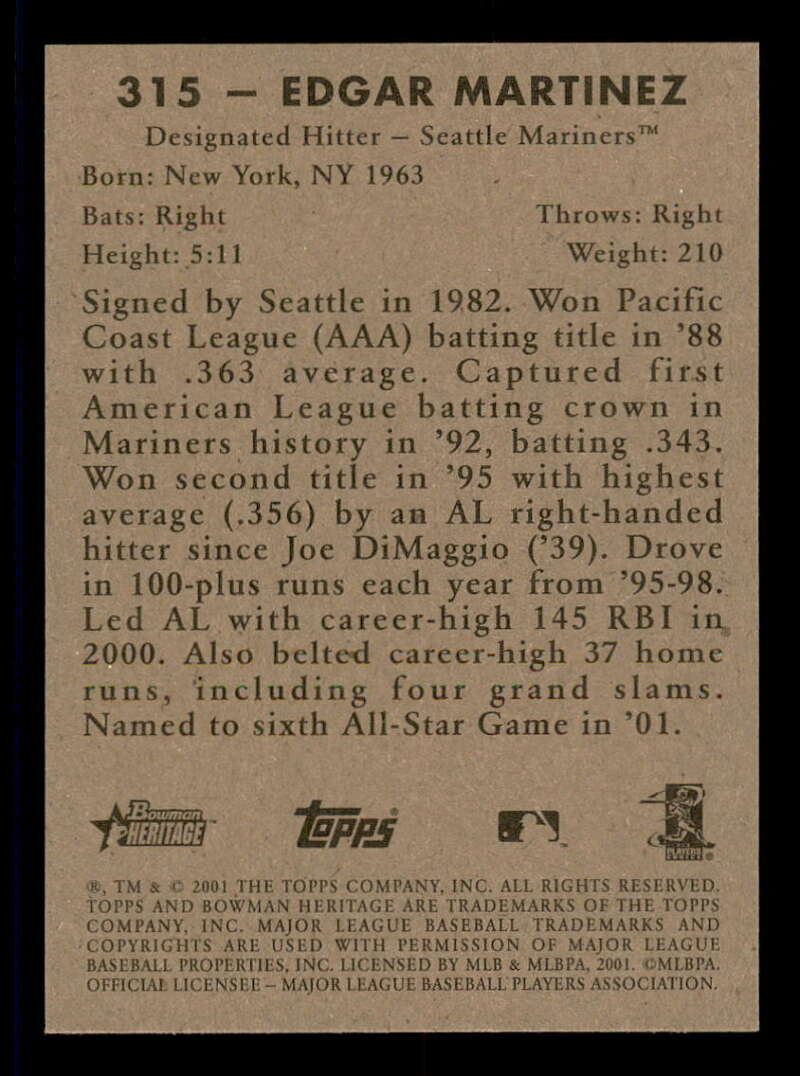 315 – EDGAR MARTINEZ
Designated Hitter – Seattle Mariners™
Born: New York, NY 1963
Bats: Right Throws: Right
Height: 5:11 Weight: 210
Signed by Seattle in 1982. Won Pacific
Coast League (AAA) batting title in ’88
with .363 average. Captured first
American League batting crown in
Mariners history in ’92, batting .343.
Won second title in ’95 with highest
average (.356) by an AL right-handed
hitter since Joe DiMaggio (’39). Drove
in 100-plus runs each year from ’95-98.
Led AL with career-high 145 RBI in
2000. Also belted career-high 37 home
runs, including four grand slams.
Named to sixth All-Star Game in ’01.
Bowman HERITAGE topps PLAYERS
®, TM & © 2001 THE TOPPS COMPANY, INC. ALL RIGHTS RESERVED.
TOPPS AND BOWMAN HERITAGE ARE TRADEMARKS OF THE TOPPS
COMPANY, INC. MAJOR LEAGUE BASEBALL TRADEMARKS AND
COPYRIGHTS ARE USED WITH PERMISSION OF MAJOR LEAGUE
BASEBALL PROPERTIES, INC. LICENSED BY MLB & MLBPA, 2001. ©MLBPA.
OFFICIAL LICENSEE – MAJOR LEAGUE BASEBALL PLAYERS ASSOCIATION.